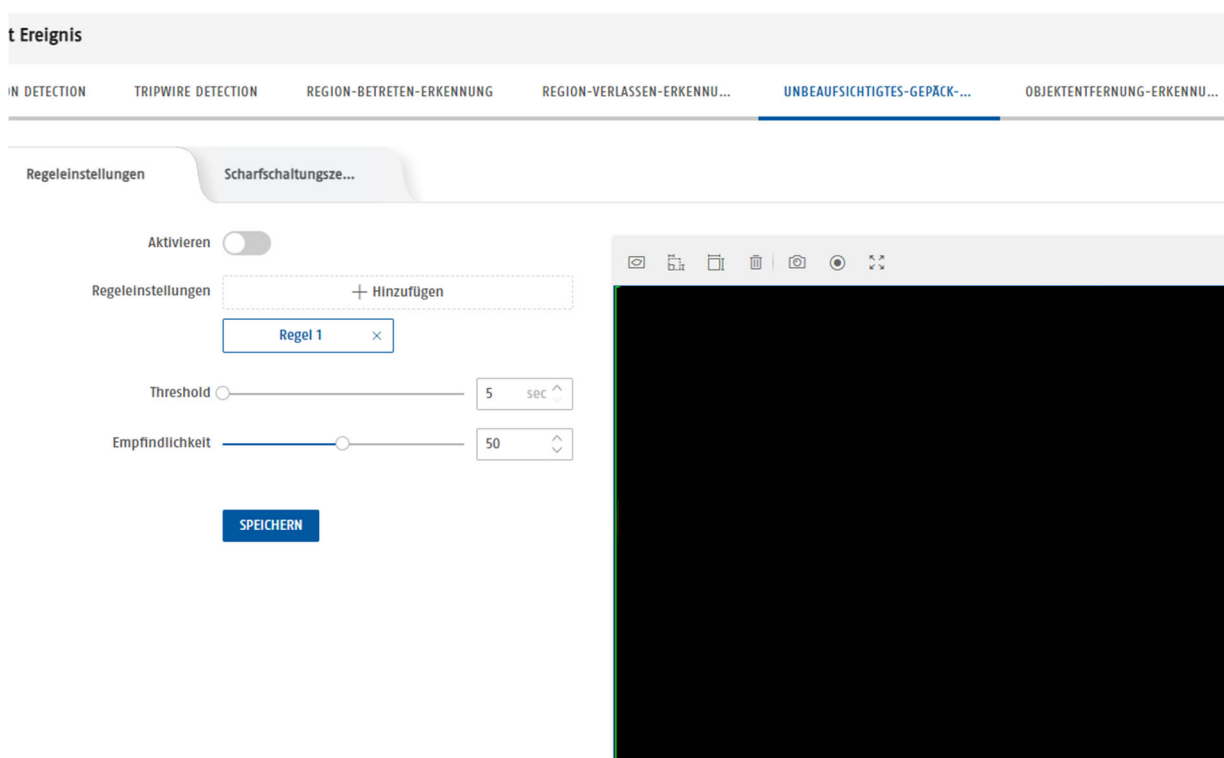 t Ereignis
ON DETECTION TRIPWIRE DETECTION REGION-BETRETEN-ERKENNUNG REGION-VERLASSEN-ERKENNU... UNBEAUFSICHTIGTES-GEPÄCK-... OBJEKTENTFERNUNG-ERKENNU...
Regeleinstellungen Scharfschaltungsze...
Aktivieren
Regeleinstellungen + Hinzufügen
Regel 1 ×
Threshold 5 sec
Empfindlichkeit 50
SPEICHERN